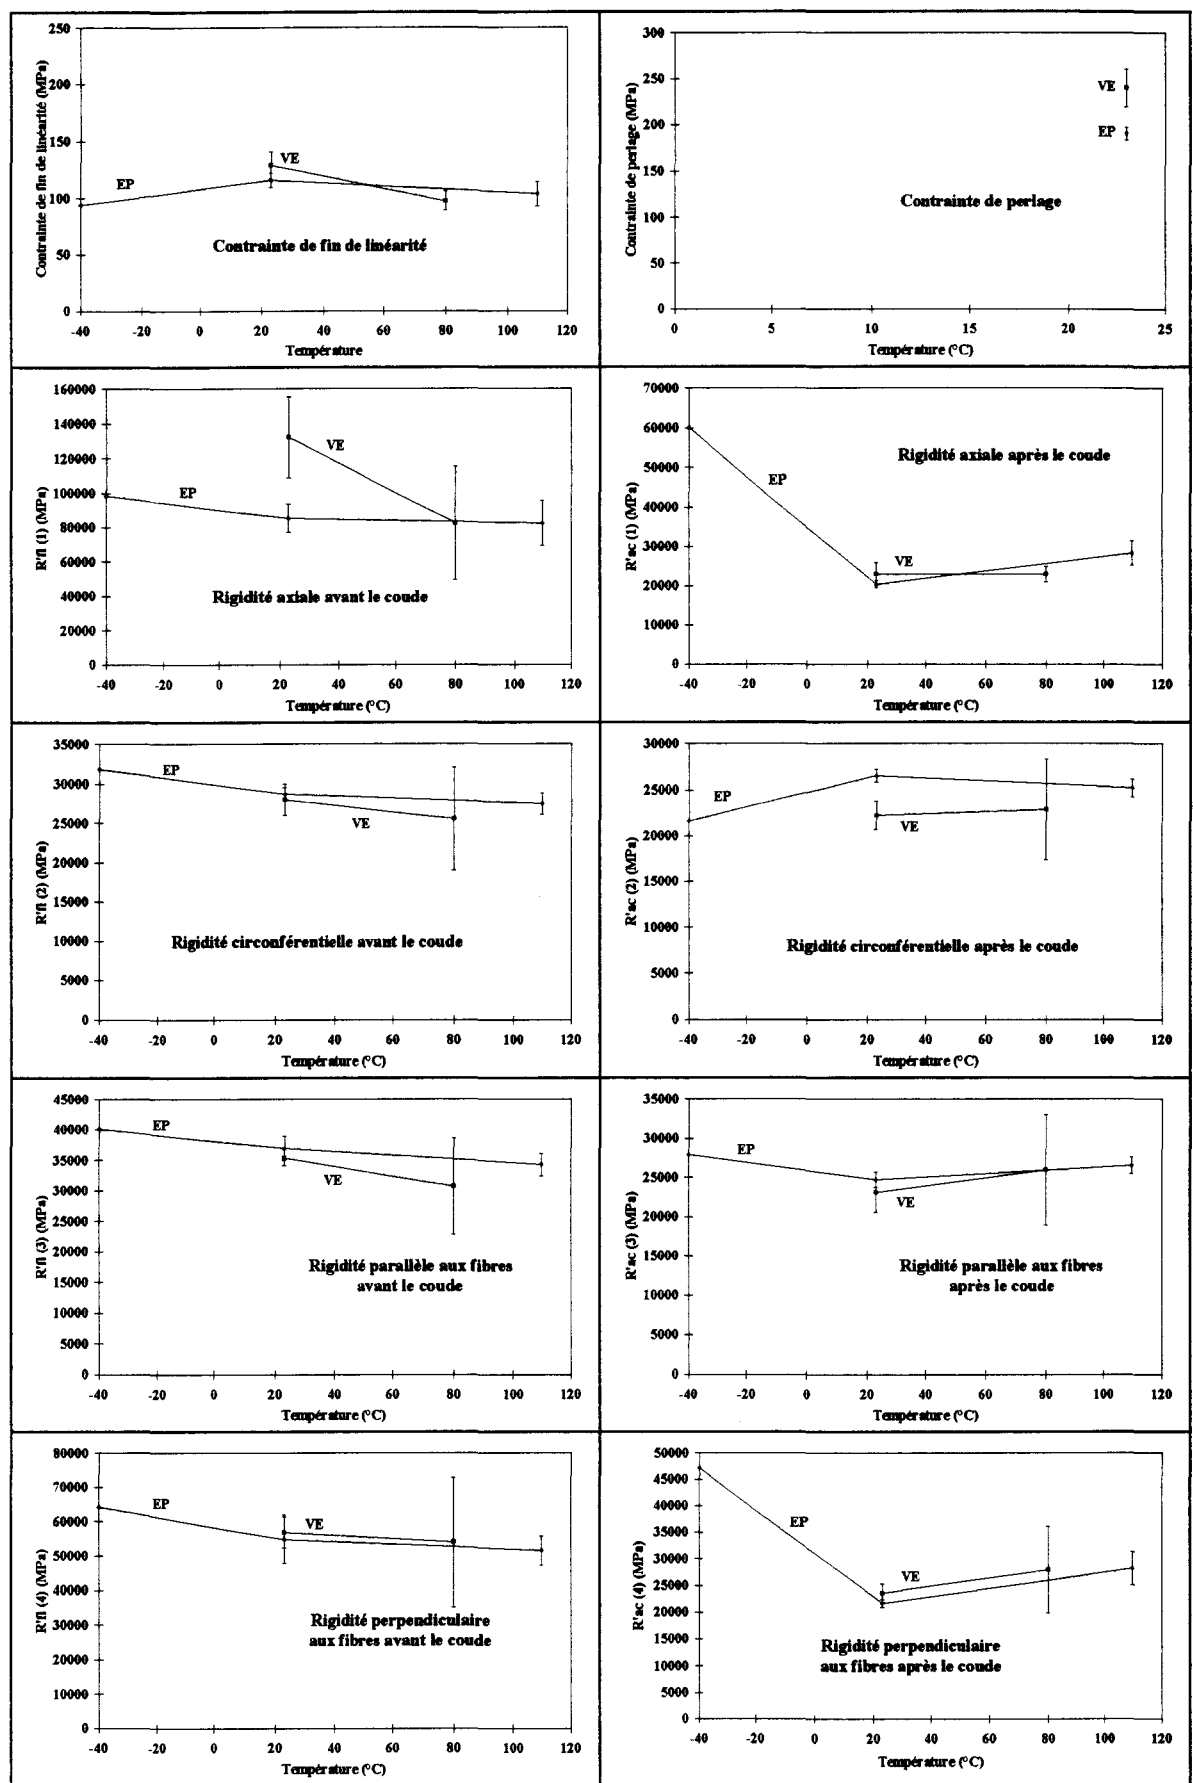 Contrainte de fin de linéarité (MPa)
250
200
150
100
50
0
VE
EP
Contrainte de fin de linéarité
-40 -20 0 20 40 60 80 100 120
Température
Contrainte de perlage (MPa)
300
250
200
150
100
50
0
VE
EP
Contrainte de perlage
0 5 10 15 20 25
Température (°C)
R'fl (1) (MPa)
160000
140000
120000
100000
80000
60000
40000
20000
0
VE
EP
Rigidité axiale avant le coude
-40 -20 0 20 40 60 80 100 120
Température (°C)
R'ac (1) (MPa)
70000
60000
50000
40000
30000
20000
10000
0
Rigidité axiale après le coude
EP
VE
-40 -20 0 20 40 60 80 100 120
Température (°C)
R'fl (2) (MPa)
35000
30000
25000
20000
15000
10000
5000
0
EP
VE
Rigidité circonférentielle avant le coude
-40 -20 0 20 40 60 80 100 120
Température (°C)
R'ac (2) (MPa)
30000
25000
20000
15000
10000
5000
0
EP
VE
Rigidité circonférentielle après le coude
-40 -20 0 20 40 60 80 100 120
Température (°C)
R'fl (3) (MPa)
45000
40000
35000
30000
25000
20000
15000
10000
5000
0
EP
VE
Rigidité parallèle aux fibres
avant le coude
-40 -20 0 20 40 60 80 100 120
Température (°C)
R'ac (3) (MPa)
35000
30000
25000
20000
15000
10000
5000
0
EP
VE
Rigidité parallèle aux fibres
après le coude
-40 -20 0 20 40 60 80 100 120
Température (°C)
R'fl (4) (MPa)
80000
70000
60000
50000
40000
30000
20000
10000
0
EP
VE
Rigidité perpendiculaire
aux fibres avant le coude
-40 -20 0 20 40 60 80 100 120
Température (°C)
R'ac (4) (MPa)
50000
45000
40000
35000
30000
25000
20000
15000
10000
5000
0
EP
VE
Rigidité perpendiculaire
aux fibres après le coude
-40 -20 0 20 40 60 80 100 120
Température (°C)